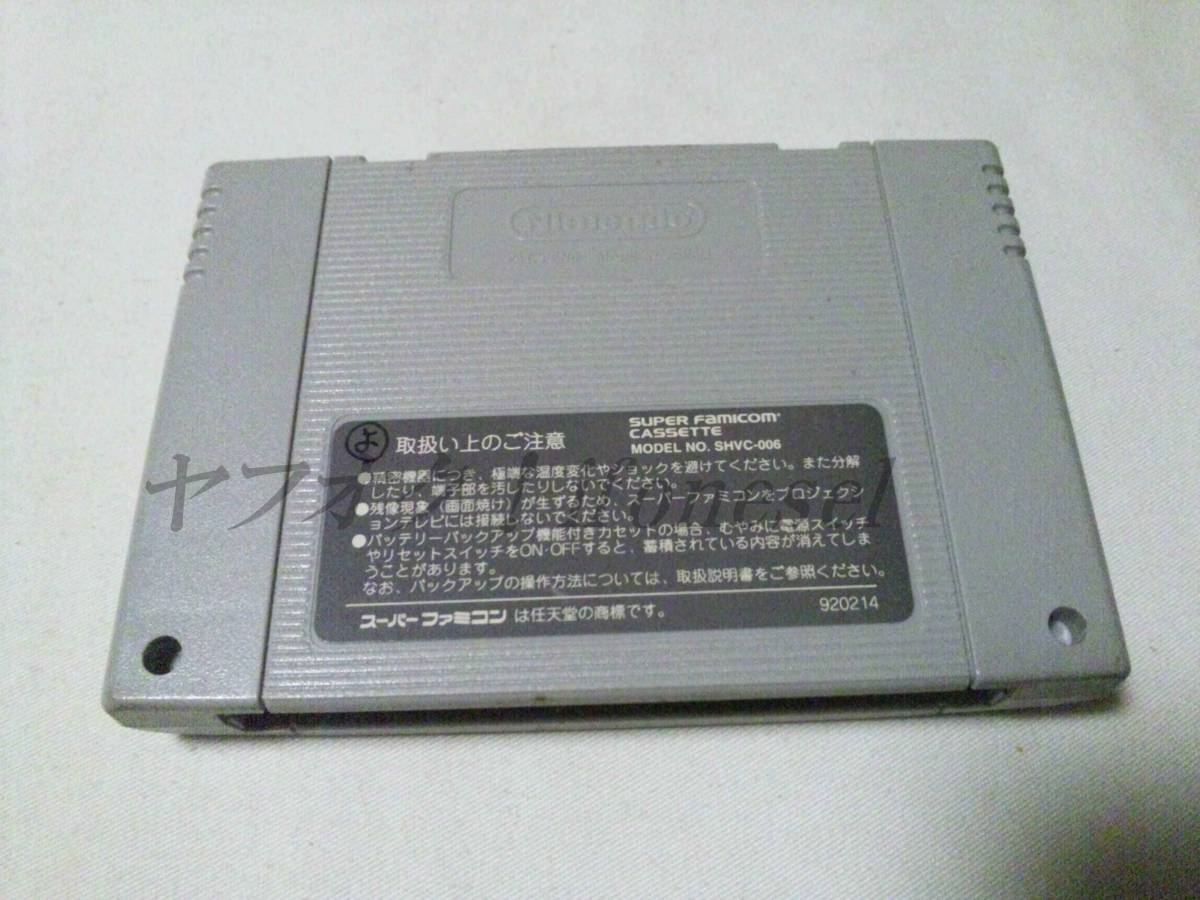 Nintendo
よ 取扱い上のご注意
SUPER FAMICOM
CASSETTE
MODEL NO. SHVC-006
●精密機器につき、極端な温度変化やショックを避けてください。また分解
したり、端子部を汚したりしないでください。
●残像現象(画面焼け)が生ずるため、スーパーファミコンをプロジェクシ
ョンテレビには接続しないでください。
●バッテリーバックアップ機能付きカセットの場合、むやみに電源スイッチ
やリセットスイッチをON・OFFすると、蓄積されている内容が消えてしま
うことがあります。
なお、バックアップの操作方法については、取扱説明書をご参照ください。
スーパーファミコン は任天堂の商標です。
920214